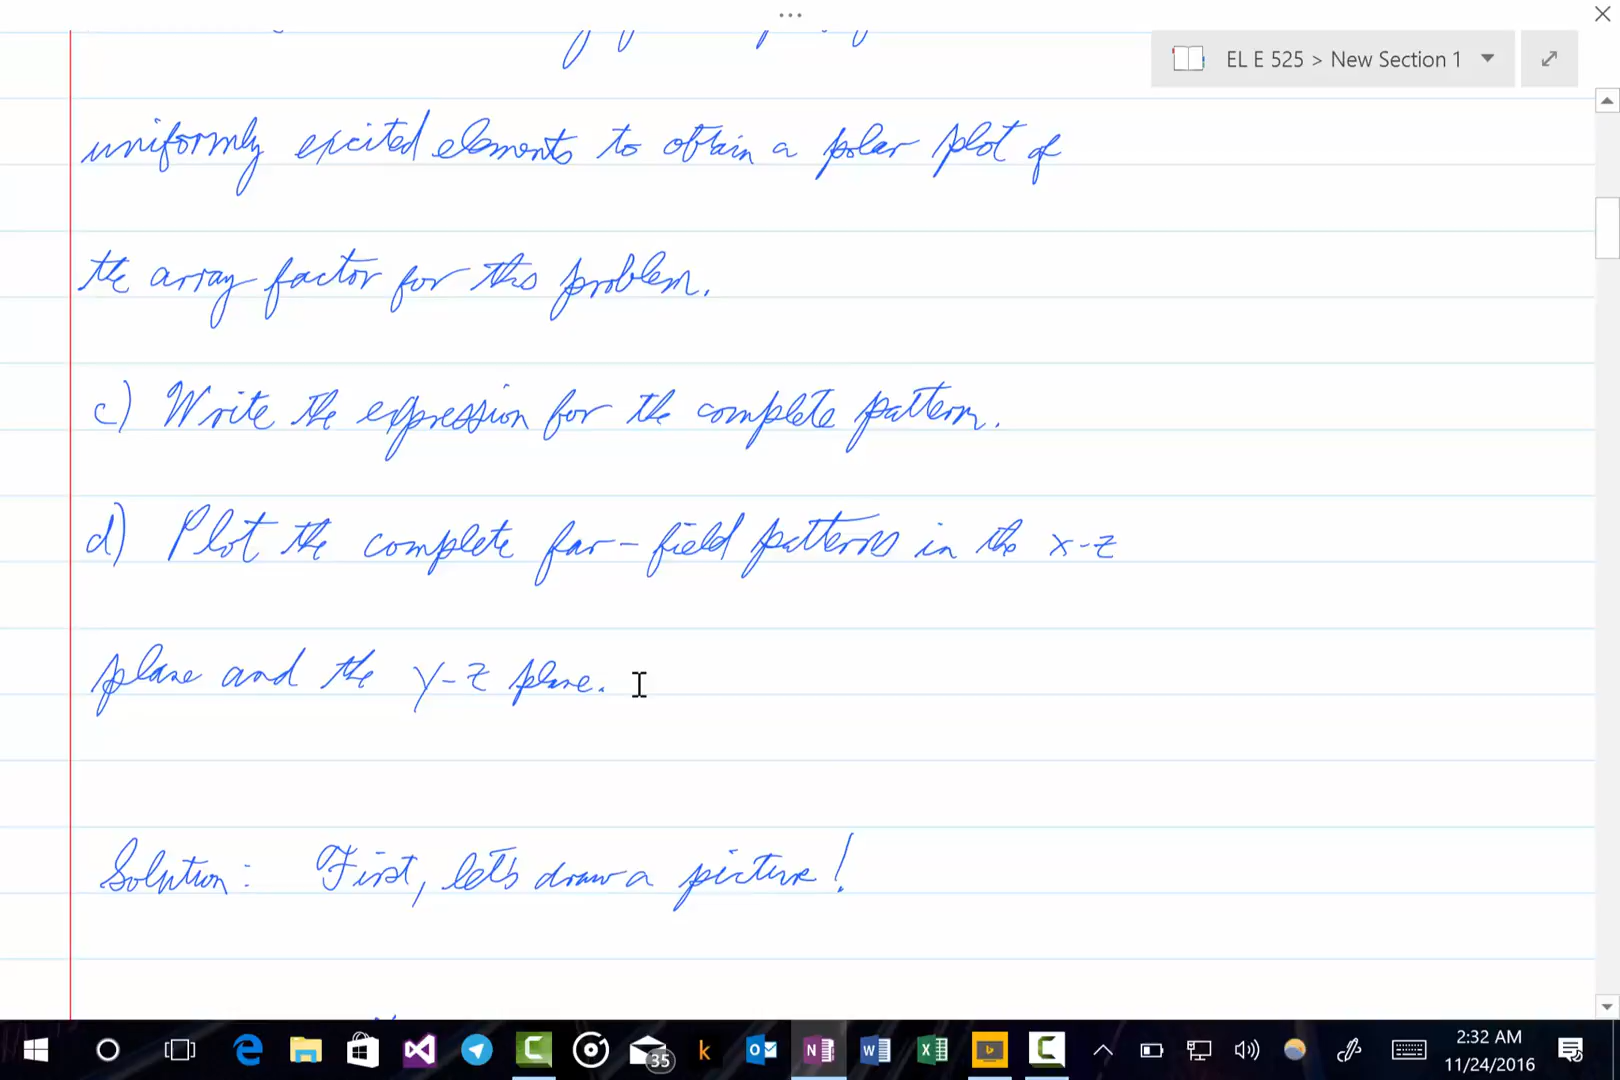 EL E 525 > New Section 1
uniformly excited elements to obtain a polar plot of
the array factor for this problem.
c) Write the expression for the complete pattern.
d) Plot the complete far-field patterns in the x-z
plane and the y-z plane.
Solution: First, let's draw a picture!
35
2:32 AM
11/24/2016